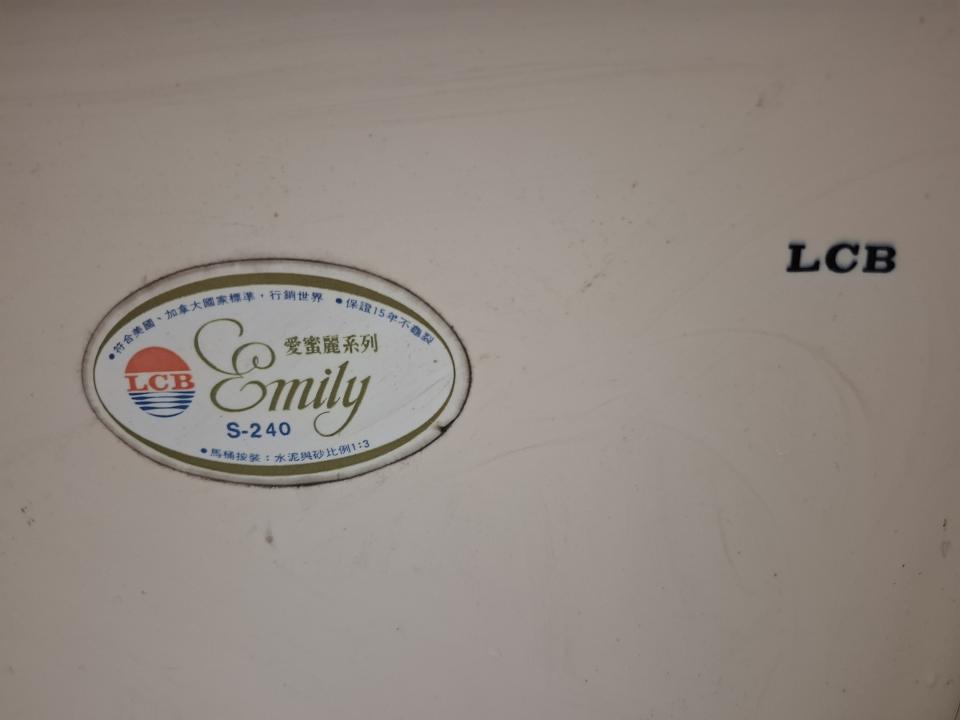 ●符合美國、加拿大國家標準，行銷世界 ●保證15年不龜裂
愛蜜麗系列
LCB
Emily
S-240
●馬桶按裝：水泥與砂比例1:3
LCB